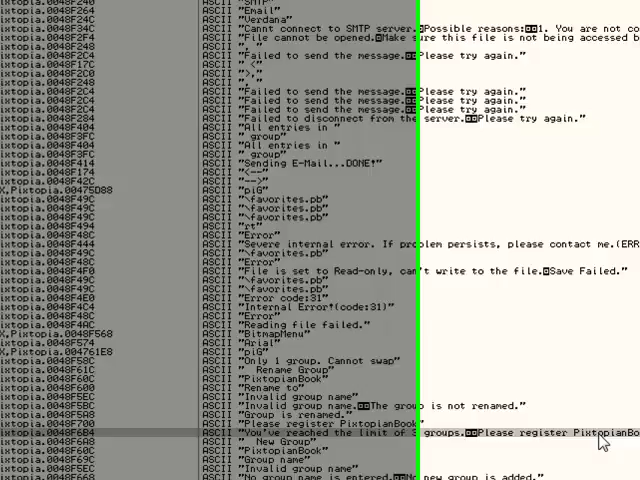 ixtopia.0048F240 ASCII "SMTP"
ixtopia.0048F264 ASCII "Email"
ASCII "Verdana"
ixtopia.0048F34C ASCII "Cannt connect to SMTP server. Possible reasons: 1. You are not co
ixtopia.0048F2F4 ASCII "File cannot be opened. Make sure this file is not being accessed b
ixtopia.0048F248 ASCII ", "
ixtopia.0048F2C4 ASCII "Failed to send the message. Please try again."
ixtopia.0048F17C ASCII " <"
ixtopia.0048F2C0 ASCII ">,"
ixtopia.0048F248 ASCII ", "
ixtopia.0048F2C4 ASCII "Failed to send the message. Please try again."
ixtopia.0048F2C4 ASCII "Failed to send the message. Please try again."
ixtopia.0048F2C4 ASCII "Failed to send the message. Please try again."
ixtopia.0048F284 ASCII "Failed to disconnect from the server. Please try again."
ixtopia.0048F404 ASCII "All entries in "
ixtopia.0048F3FC ASCII " group"
ixtopia.0048F404 ASCII "All entries in "
ixtopia.0048F3FC ASCII " group"
ixtopia.0048F414 ASCII "Sending E-Mail...DONE!"
ixtopia.0048F174 ASCII "<--"
ixtopia.0048F42C ASCII "-->"
X,Pixtopia.00475D88 ASCII "piG"
ixtopia.0048F49C ASCII "\favorites.pb"
ixtopia.0048F49C ASCII "\favorites.pb"
ixtopia.0048F49C ASCII "\favorites.pb"
ixtopia.0048F494 ASCII "rt"
ixtopia.0048F48C ASCII "Error"
ixtopia.0048F444 ASCII "Severe internal error. If problem persists, please contact me.(ERR
ixtopia.0048F48C ASCII "Error"
ixtopia.0048F4F0 ASCII "File is set to Read-only, can't write to the file. Save Failed."
ixtopia.0048F49C ASCII "\favorites.pb"
ixtopia.0048F49C ASCII "\favorites.pb"
ixtopia.0048F4E0 ASCII "Error code:31"
ixtopia.0048F4C4 ASCII "Internal Error!(code:31)"
ixtopia.0048F48C ASCII "Error"
ixtopia.0048F4AC ASCII "Reading file failed."
X,Pixtopia.0048F568 ASCII "BitmapMenu"
ixtopia.0048F574 ASCII "Arial"
X,Pixtopia.004761E8 ASCII "piG"
ixtopia.0048F58C ASCII "Only 1 group. Cannot swap"
ixtopia.0048F61C ASCII "  Rename Group"
ixtopia.0048F60C ASCII "PixtopianBook"
ixtopia.0048F600 ASCII "Rename to"
ixtopia.0048F5EC ASCII "Invalid group name"
ixtopia.0048F5BC ASCII "Invalid group name. The group is not renamed."
ixtopia.0048F5A8 ASCII "Group is renamed."
ixtopia.0048F700 ASCII "Please register PixtopianBook"
ixtopia.0048F6B4 ASCII "You've reached the limit of 3 groups. Please register PixtopianBo
ixtopia.0048F6A8 ASCII "  New Group"
ixtopia.0048F60C ASCII "PixtopianBook"
ixtopia.0048F69C ASCII "Group name"
ixtopia.0048F5EC ASCII "Invalid group name"
ixtopia.0048F668 ASCII "No group name is entered. No new group is added."